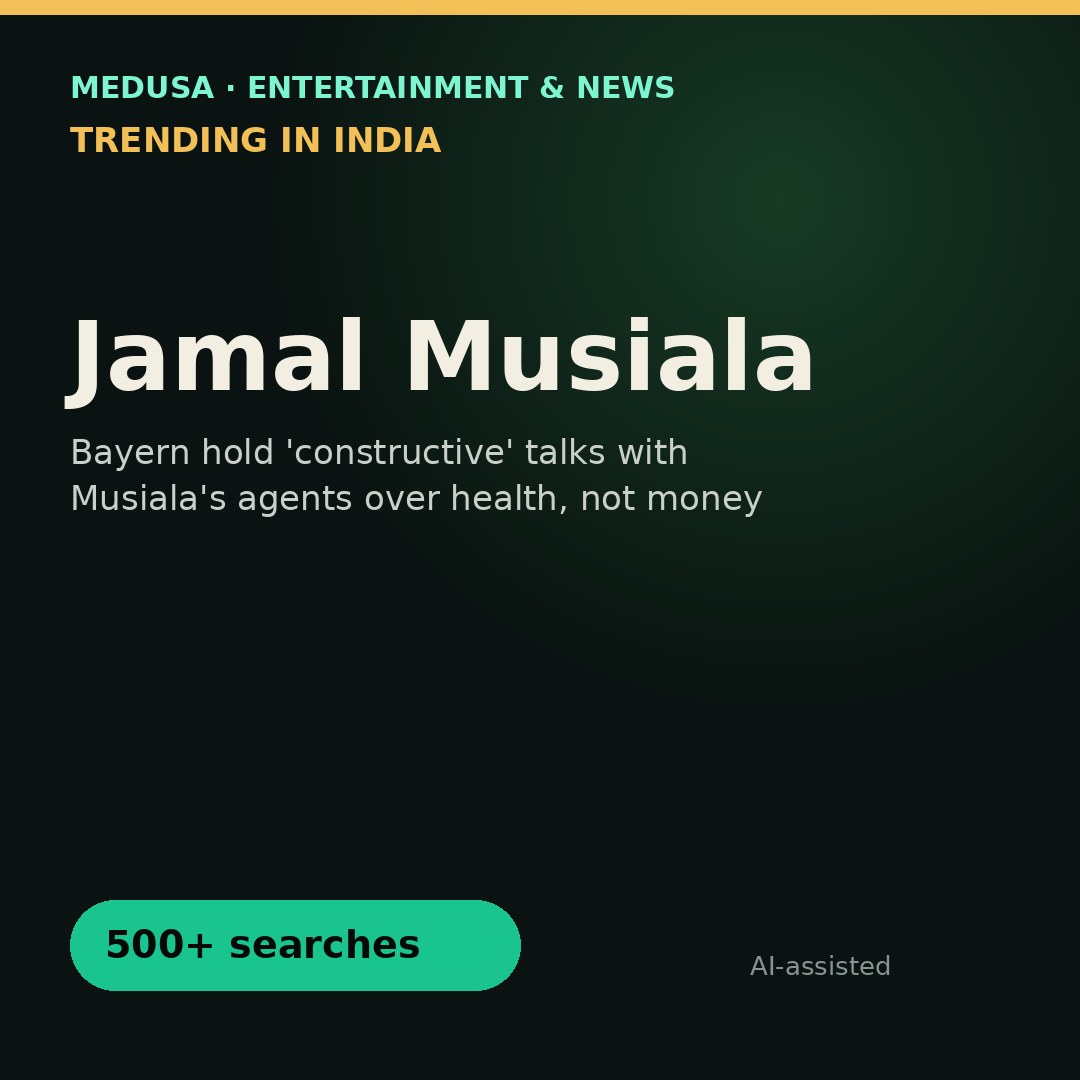 MEDUSA · ENTERTAINMENT & NEWS
TRENDING IN INDIA
Jamal Musiala
Bayern hold 'constructive' talks with
Musiala's agents over health, not money
500+ searches
AI-assisted